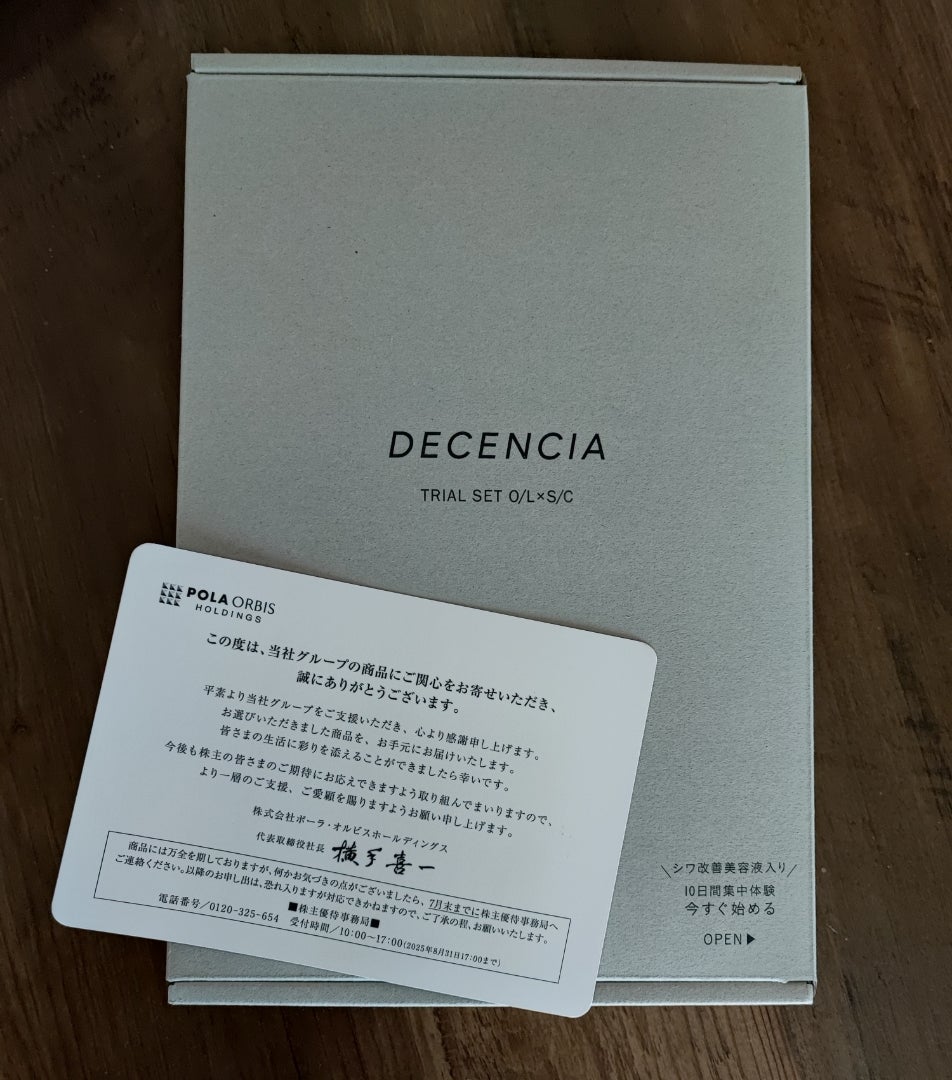 DECENCIA
TRIAL SET O/L×S/C
POLA ORBIS
HOLDINGS
この度は、当社グループの商品にご関心をお寄せいただき、
誠にありがとうございます。
平素より当社グループをご支援いただき、心より感謝申し上げます。
お選びいただきました商品を、お手元にお届けいたします。
皆さまの生活に彩りを添えることができましたら幸いです。
今後も株主の皆さまのご期待にお応えできますよう取り組んでまいりますので、
より一層のご支援、ご愛顧を賜りますようお願い申し上げます。
株式会社ポーラ・オルビスホールディングス
代表取締役社長 横手喜一
商品には万全を期しておりますが、何かお気づきの点がございましたら、7月末までに株主優待事務局へ
ご連絡ください。以降のお申し出は、恐れ入りますが対応できかねますので、ご了承の程、お願いいたします。
■株主優待事務局■
電話番号／0120-325-654 受付時間／10:00～17:00(2025年8月31日17:00まで)
＼シワ改善美容液入り／
10日間集中体験
今すぐ始める
OPEN▶